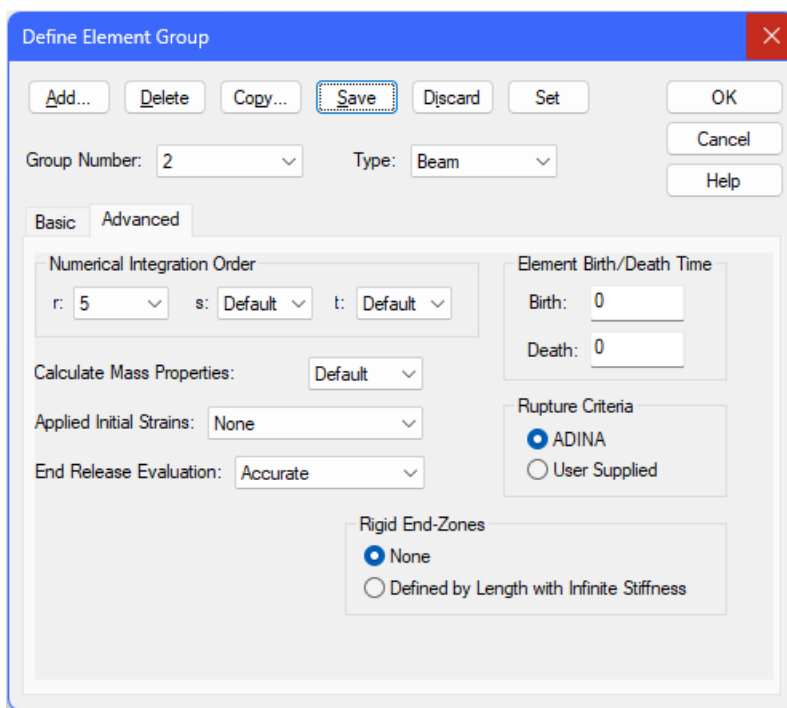 Define Element Group
Add... Delete Copy... Save Discard Set OK
Cancel
Group Number: 2 Type: Beam
Help
Basic Advanced
Numerical Integration Order
r: 5 s: Default t: Default
Element Birth/Death Time
Birth: 0
Death: 0
Calculate Mass Properties: Default
Applied Initial Strains: None
End Release Evaluation: Accurate
Rupture Criteria
ADINA
User Supplied
Rigid End-Zones
None
Defined by Length with Infinite Stiffness